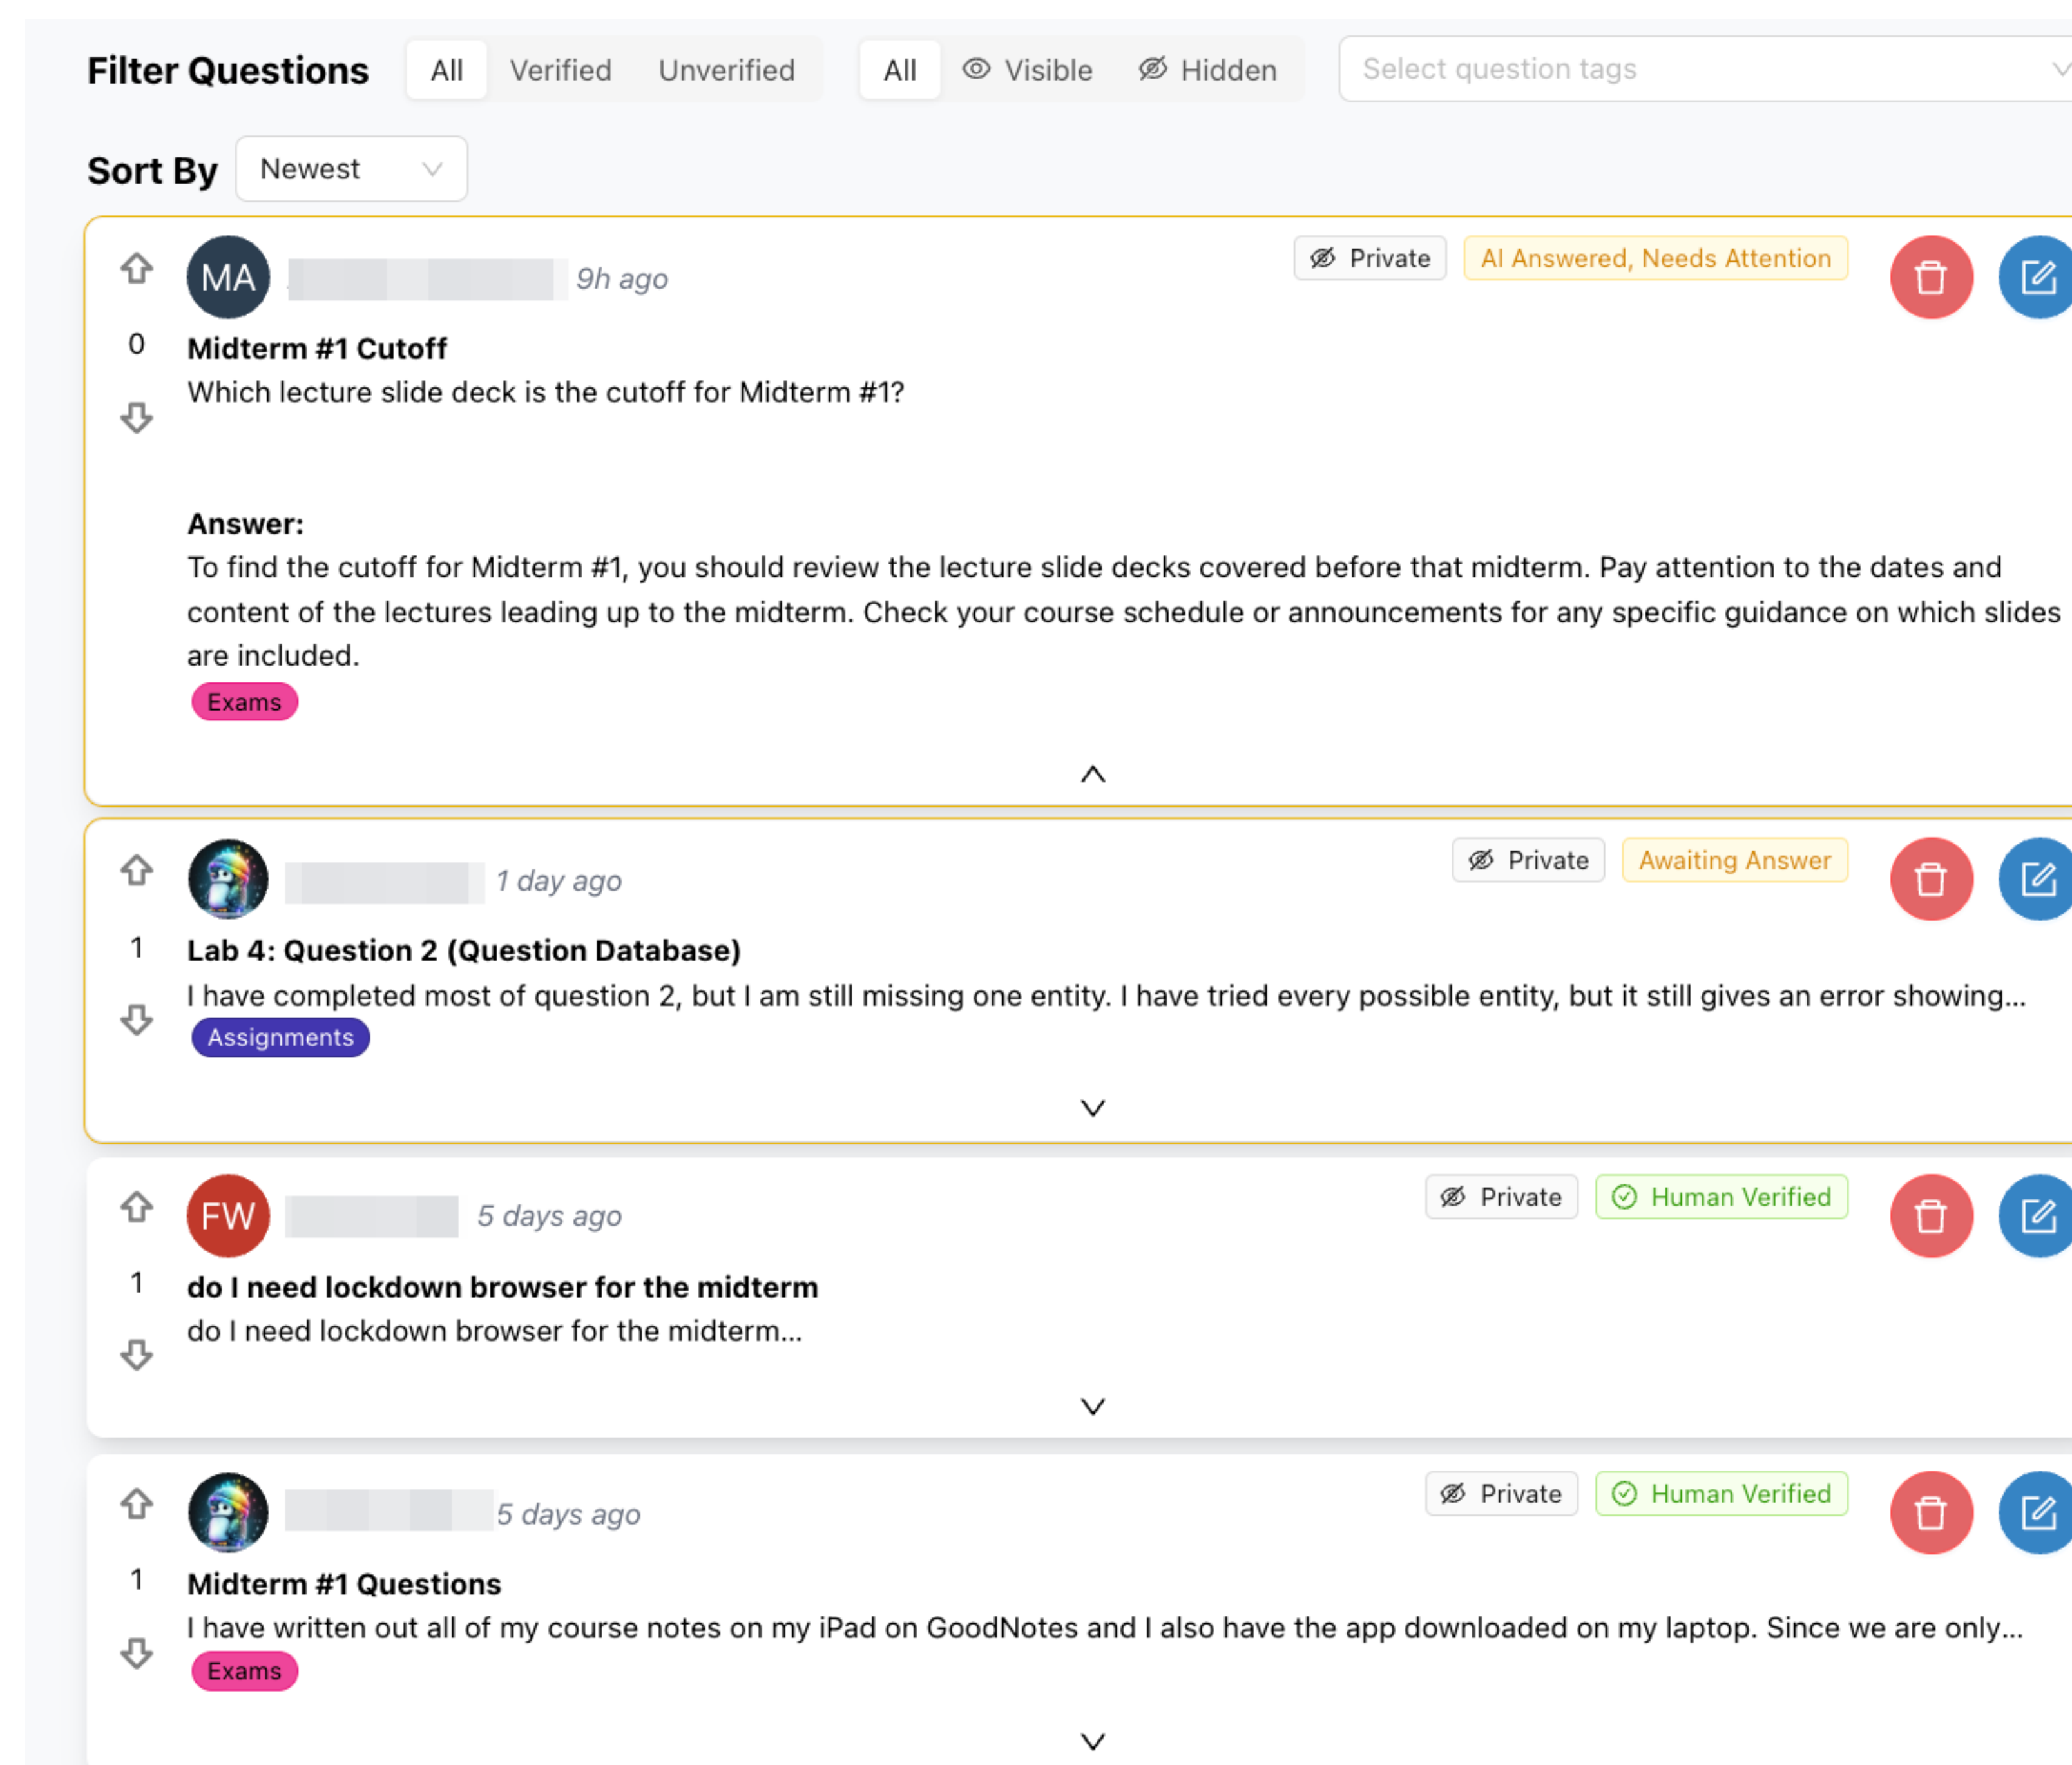 Filter Questions All Verified Unverified All Visible Hidden Select question tags
Sort By Newest
MA 9h ago Private AI Answered, Needs Attention
0
Midterm #1 Cutoff
Which lecture slide deck is the cutoff for Midterm #1?
Answer:
To find the cutoff for Midterm #1, you should review the lecture slide decks covered before that midterm. Pay attention to the dates and
content of the lectures leading up to the midterm. Check your course schedule or announcements for any specific guidance on which slides
are included.
Exams
1 day ago Private Awaiting Answer
1
Lab 4: Question 2 (Question Database)
I have completed most of question 2, but I am still missing one entity. I have tried every possible entity, but it still gives an error showing...
Assignments
FW 5 days ago Private Human Verified
1
do I need lockdown browser for the midterm
do I need lockdown browser for the midterm...
5 days ago Private Human Verified
1
Midterm #1 Questions
I have written out all of my course notes on my iPad on GoodNotes and I also have the app downloaded on my laptop. Since we are only...
Exams